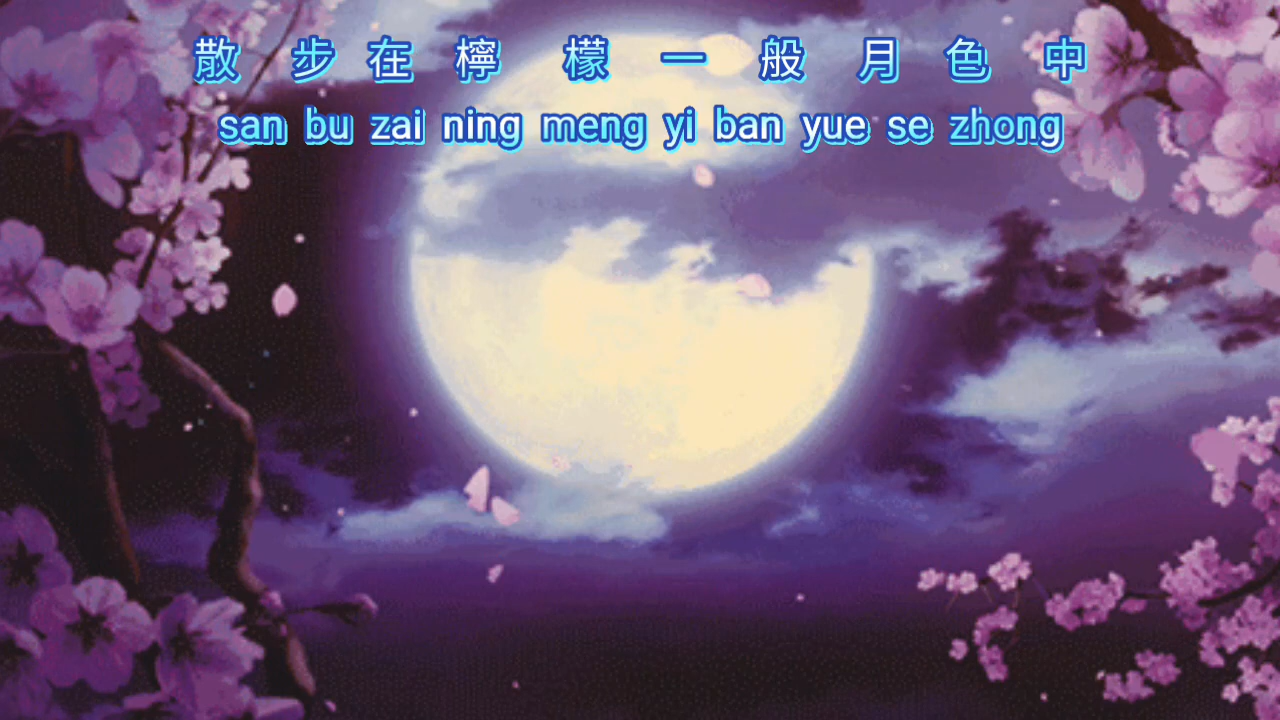 散 步 在 檸 檬 一 般 月 色 中
san bu zai ning meng yi ban yue se zhong